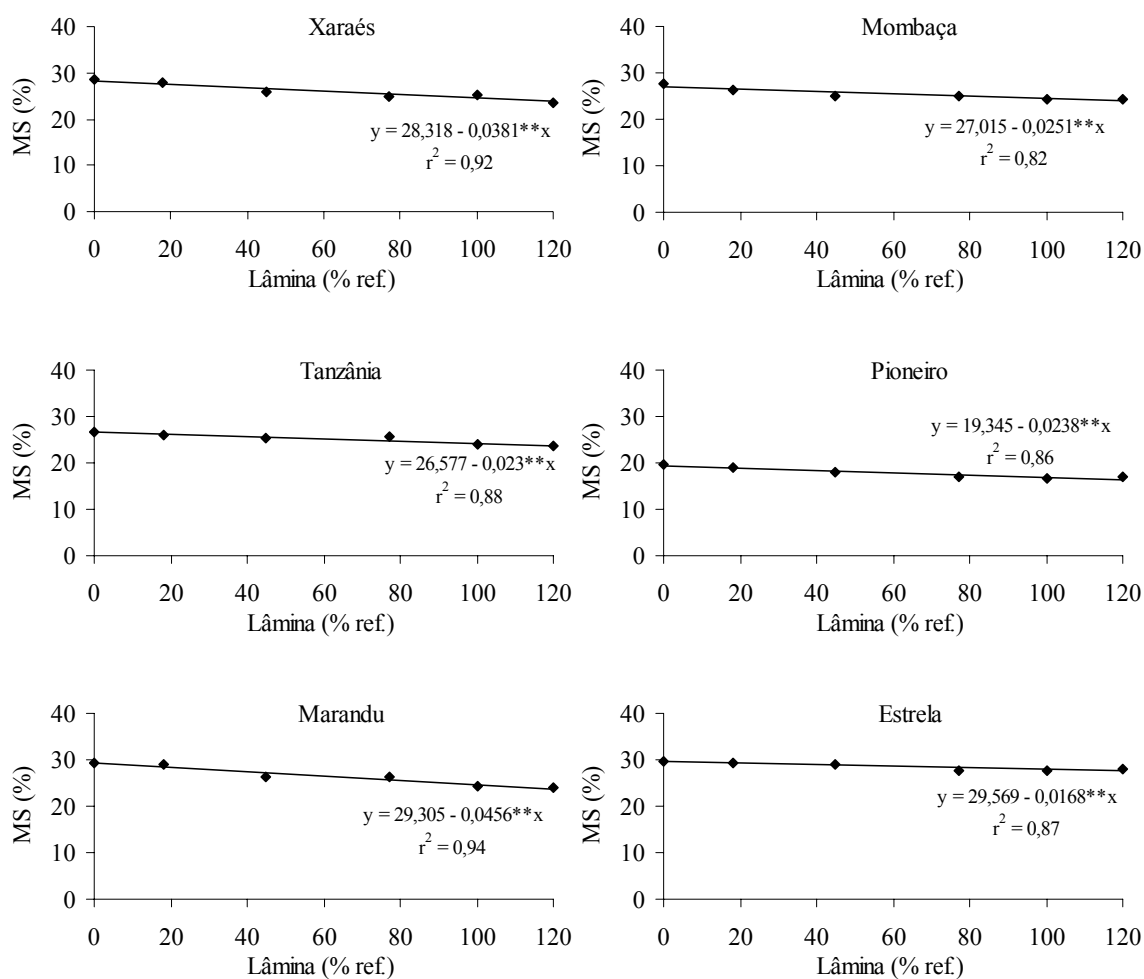 Xaraés
MS (%)
40
30
20
10
0
y = 28,318 - 0,0381**x
r² = 0,92
0 20 40 60 80 100 120
Lâmina (% ref.)
Mombaça
MS (%)
40
30
20
10
0
y = 27,015 - 0,0251**x
r² = 0,82
0 20 40 60 80 100 120
Lâmina (% ref.)
Tanzânia
MS (%)
40
30
20
10
0
y = 26,577 - 0,023**x
r² = 0,88
0 20 40 60 80 100 120
Lâmina (% ref.)
Pioneiro
MS (%)
40
30
20
10
0
y = 19,345 - 0,0238**x
r² = 0,86
0 20 40 60 80 100 120
Lâmina (% ref.)
Marandu
MS (%)
40
30
20
10
0
y = 29,305 - 0,0456**x
r² = 0,94
0 20 40 60 80 100 120
Lâmina (% ref.)
Estrela
MS (%)
40
30
20
10
0
y = 29,569 - 0,0168**x
r² = 0,87
0 20 40 60 80 100 120
Lâmina (% ref.)